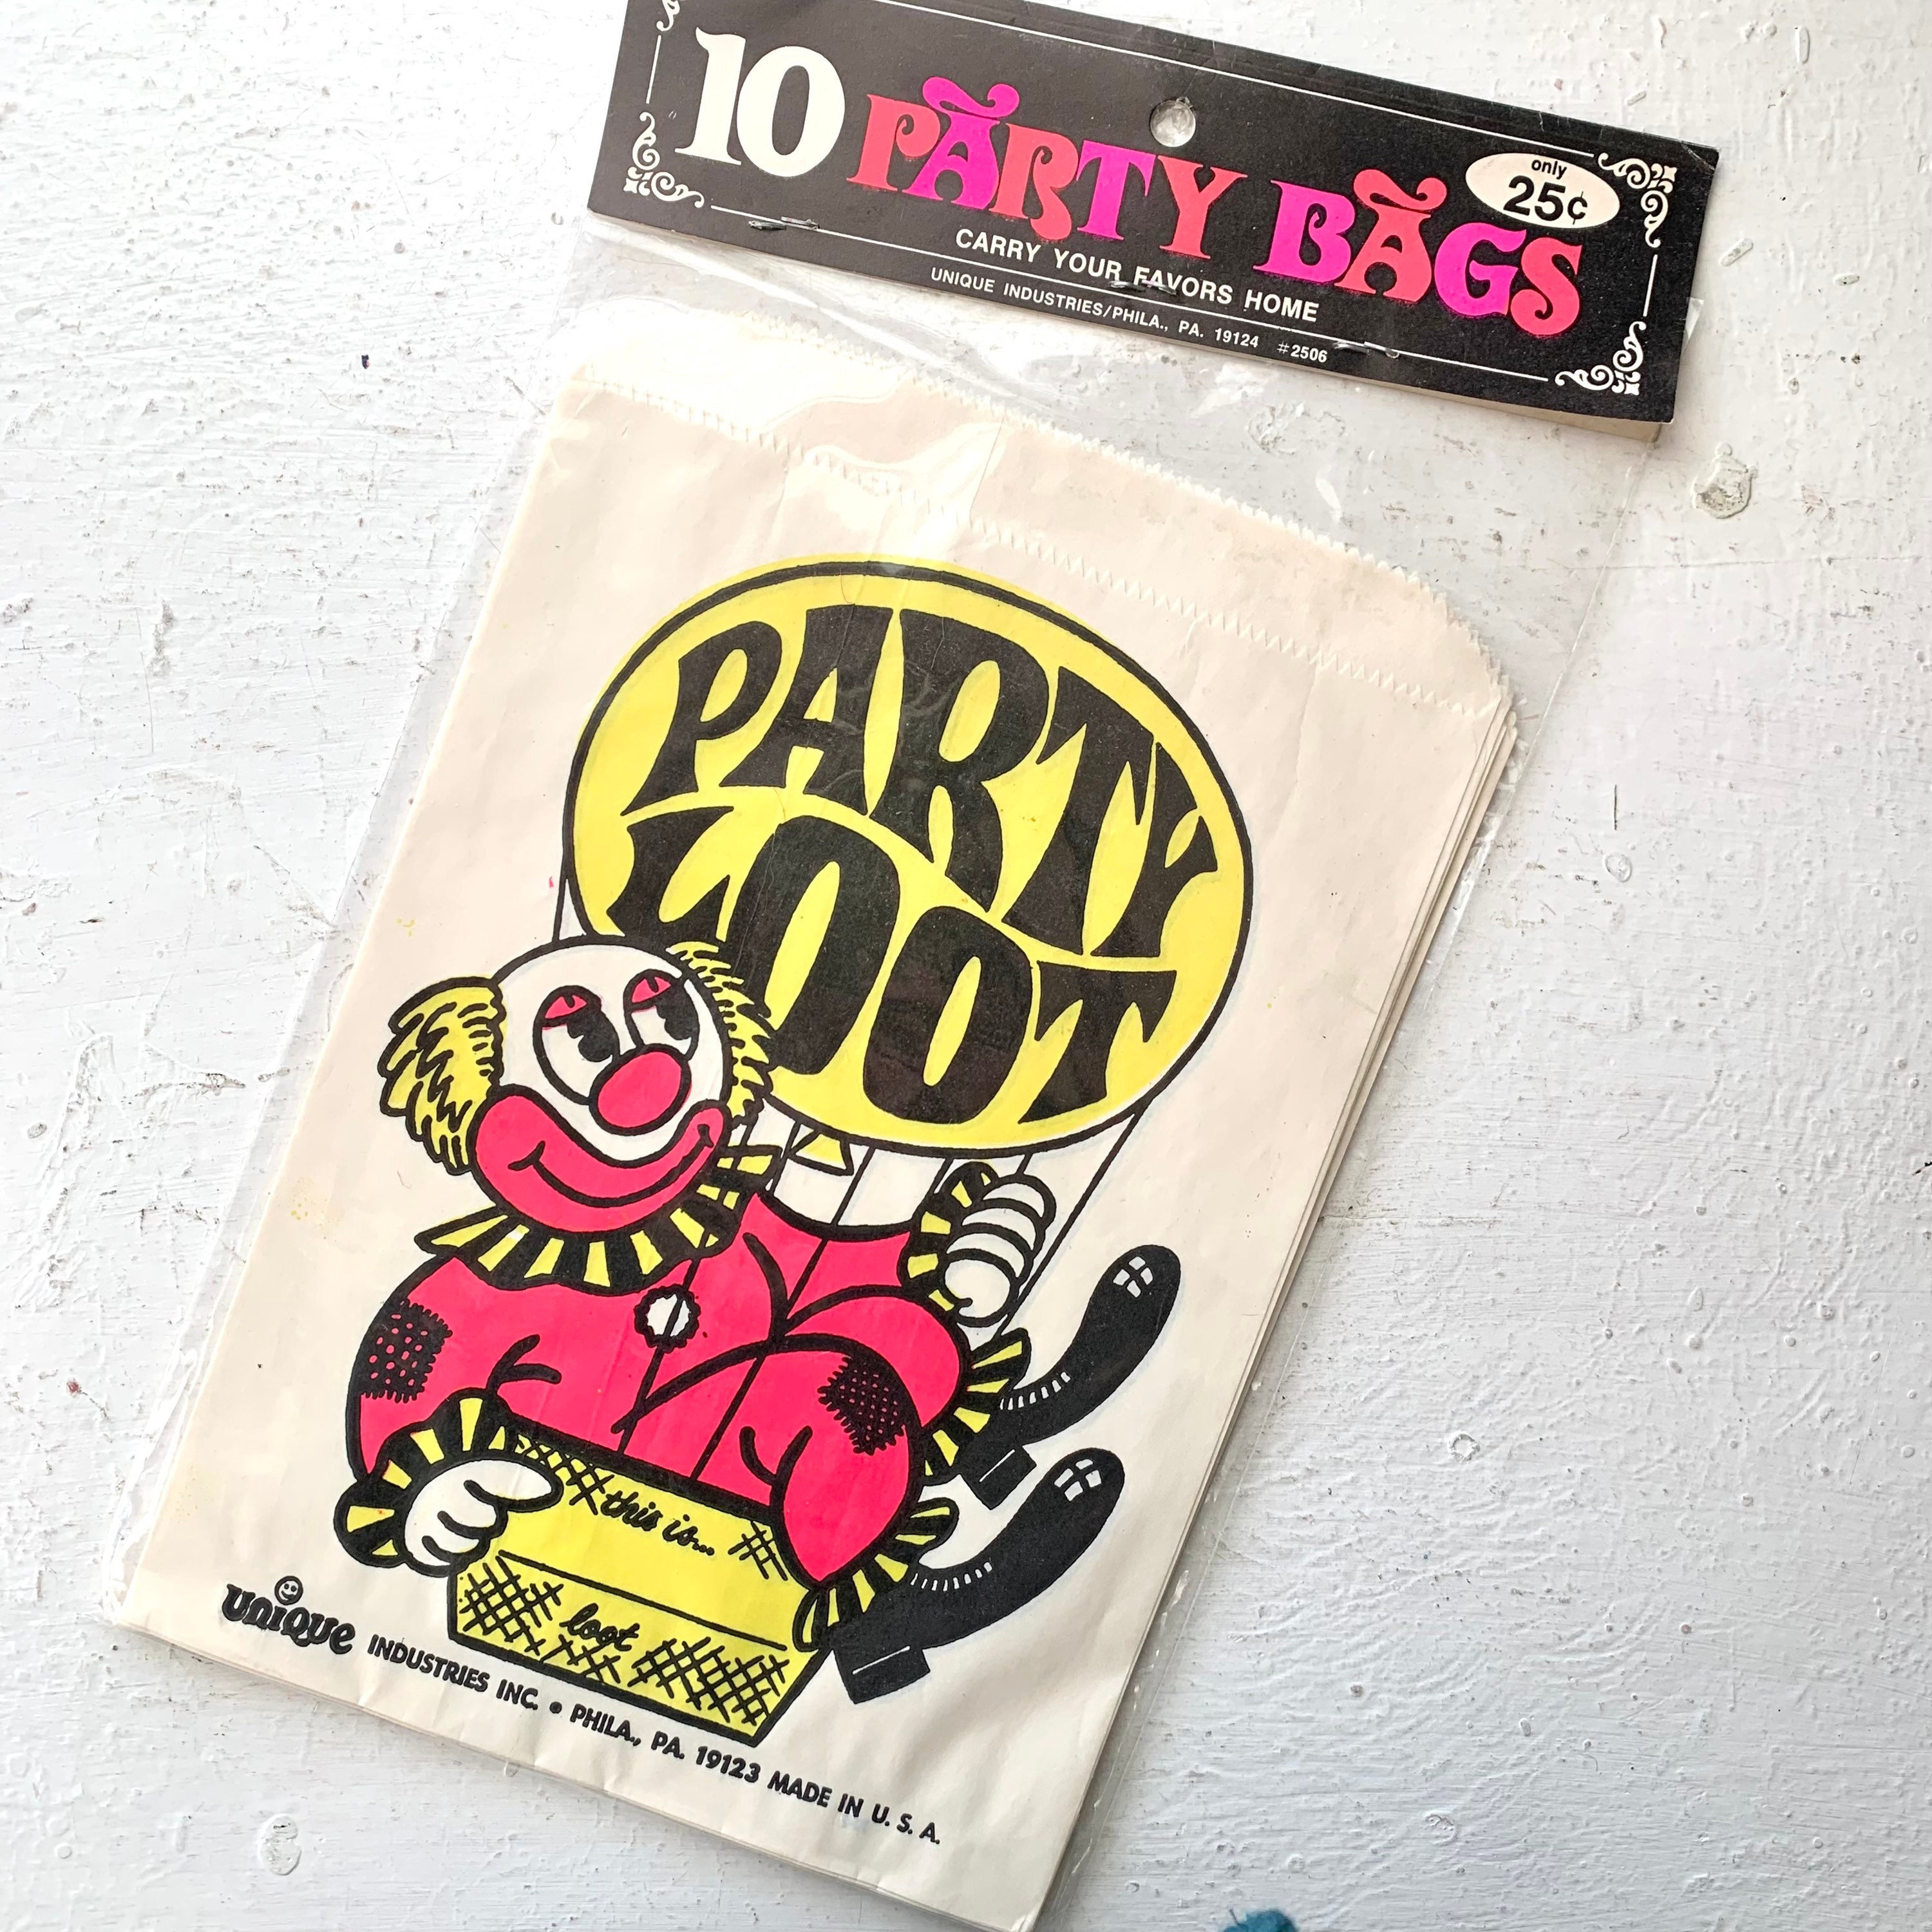 10 PARTY BAGS
only
25¢
CARRY YOUR FAVORS HOME
UNIQUE INDUSTRIES/PHILA., PA. 19124 #2506
PARTY
LOOT
this is...
loot
UNIQUE INDUSTRIES INC. • PHILA., PA. 19123 MADE IN U. S. A.